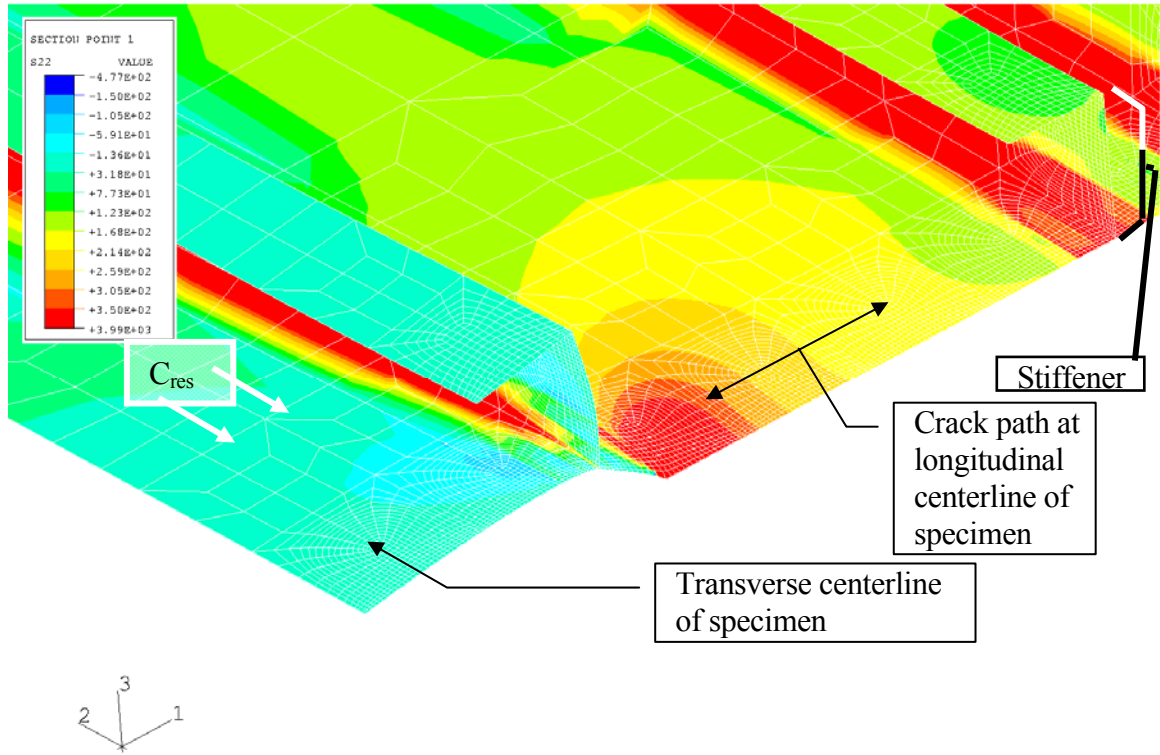 SECTION POINT 1
S22 VALUE
-4.77E+02
-1.50E+02
-1.05E+02
-5.91E+01
-1.36E+01
+3.18E+01
+7.73E+01
+1.23E+02
+1.68E+02
+2.14E+02
+2.59E+02
+3.05E+02
+3.50E+02
+3.99E+03
Cres
Stiffener
Crack path at
longitudinal
centerline of
specimen
Transverse centerline
of specimen
3
2
1